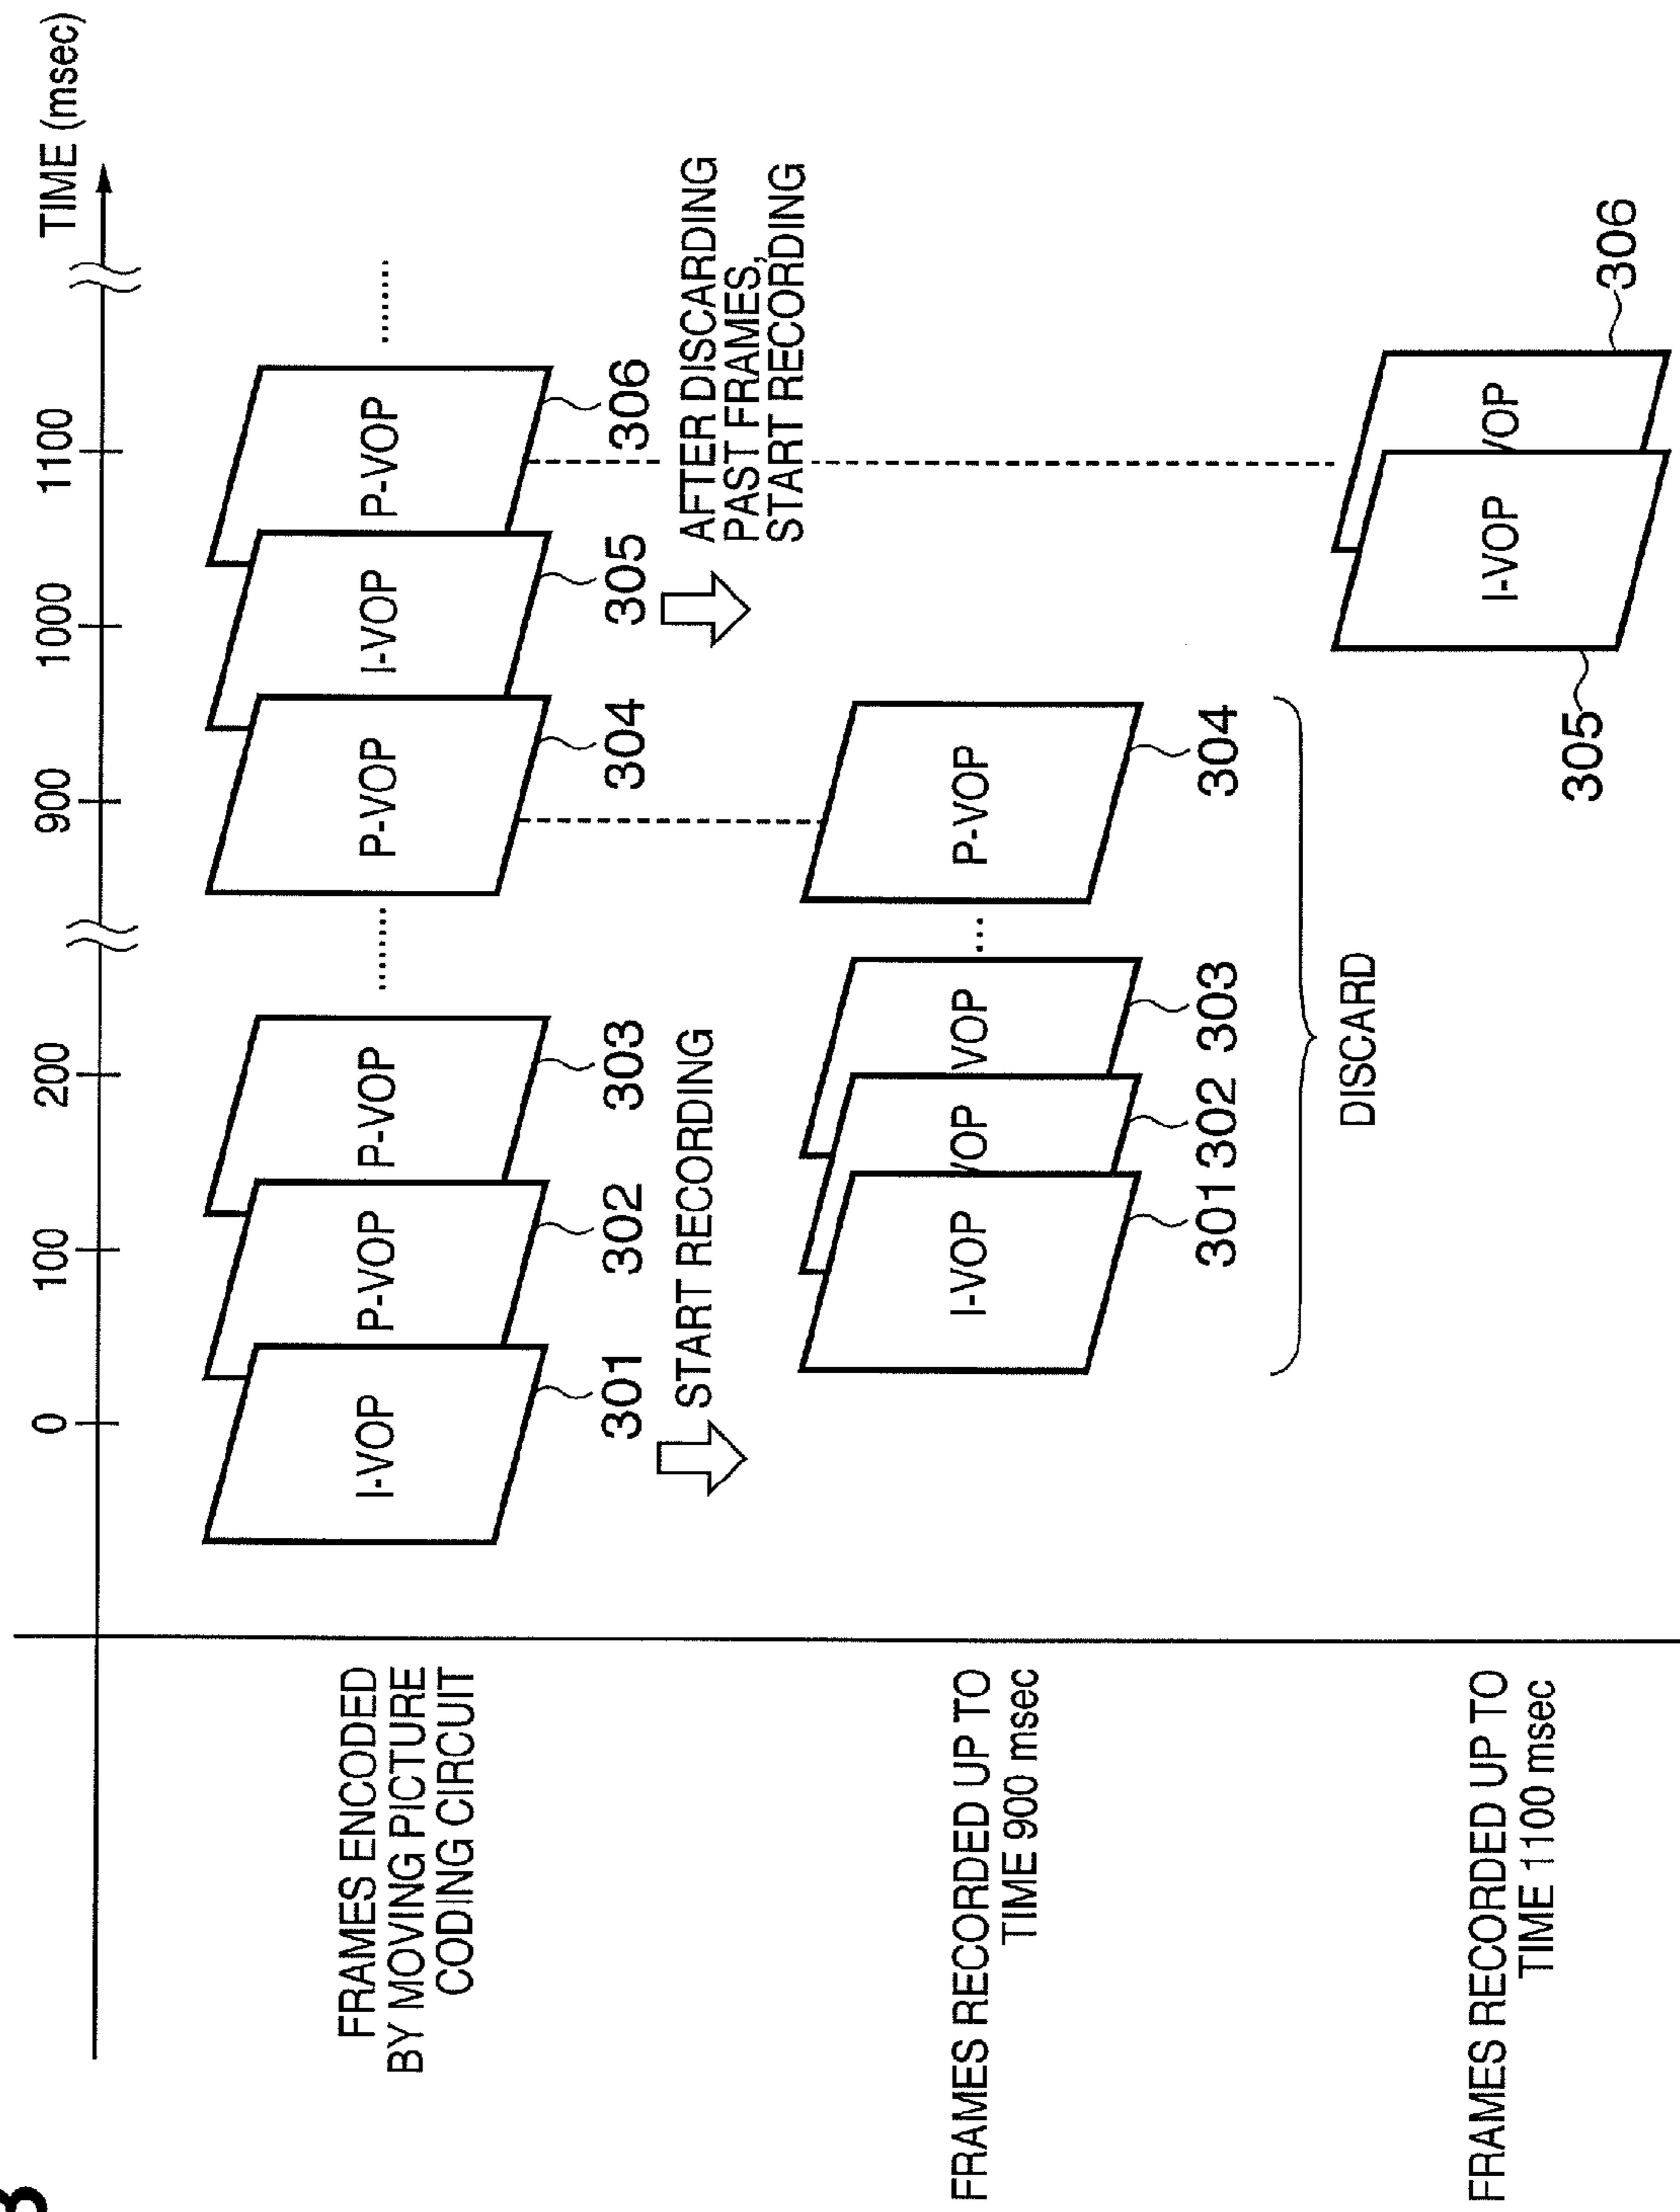 3
TIME (msec)
0
100
200
900
1000
1100
FRAMES ENCODED
BY MOVING PICTURE
CODING CIRCUIT
I-VOP
P-VOP
P-VOP
........
P-VOP
I-VOP
P-VOP
........
301
302
303
304
305
306
START RECORDING
AFTER DISCARDING
PAST FRAMES,
START RECORDING
FRAMES RECORDED UP TO
TIME 900 msec
I-VOP
VOP
VOP
...
P-VOP
301
302
303
304
DISCARD
FRAMES RECORDED UP TO
TIME 1100 msec
I-VOP
VOP
305
306